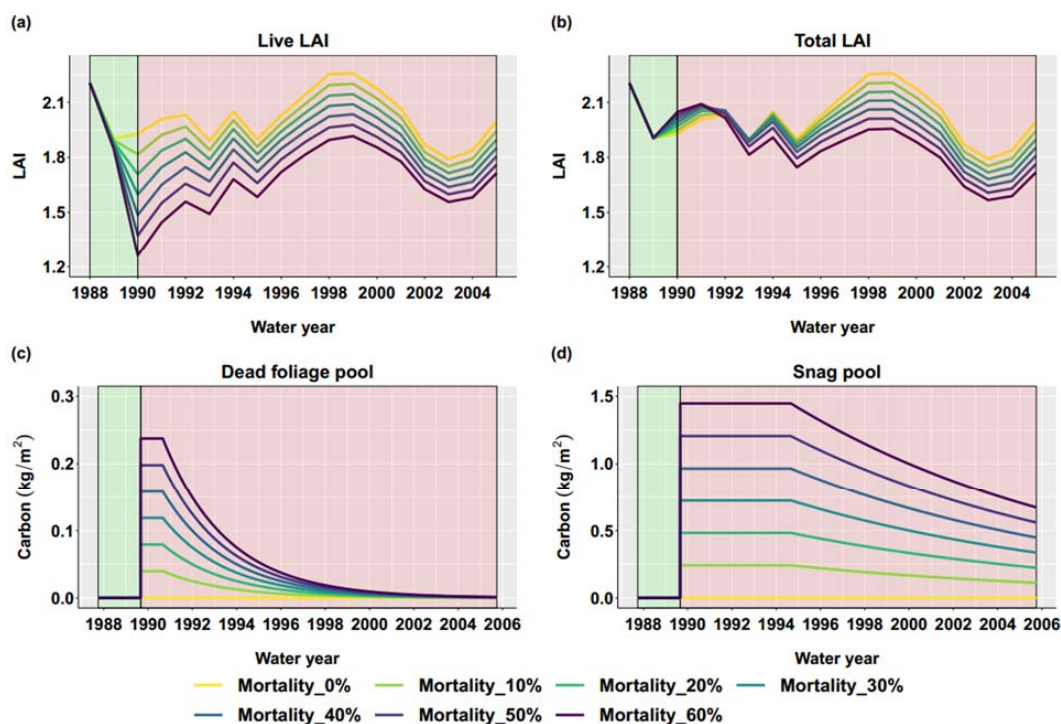 (a)
Live LAI
LAI
2.1
1.8
1.5
1.2
1988 1990 1992 1994 1996 1998 2000 2002 2004
Water year
(b)
Total LAI
LAI
2.1
1.8
1.5
1.2
1988 1990 1992 1994 1996 1998 2000 2002 2004
Water year
(c)
Dead foliage pool
Carbon (kg/m²)
0.3
0.2
0.1
0.0
1988 1990 1992 1994 1996 1998 2000 2002 2004 2006
Water year
(d)
Snag pool
Carbon (kg/m²)
1.5
1.0
0.5
0.0
1988 1990 1992 1994 1996 1998 2000 2002 2004 2006
Water year
Mortality_0% Mortality_10% Mortality_20% Mortality_30%
Mortality_40% Mortality_50% Mortality_60%